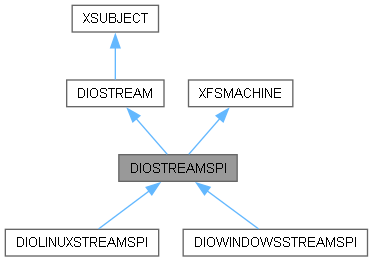 XSUBJECT
DIOSTREAM
XFSMACHINE
DIOSTREAMSPI
DIOLINUXSTREAMSPI
DIOWINDOWSSTREAMSPI